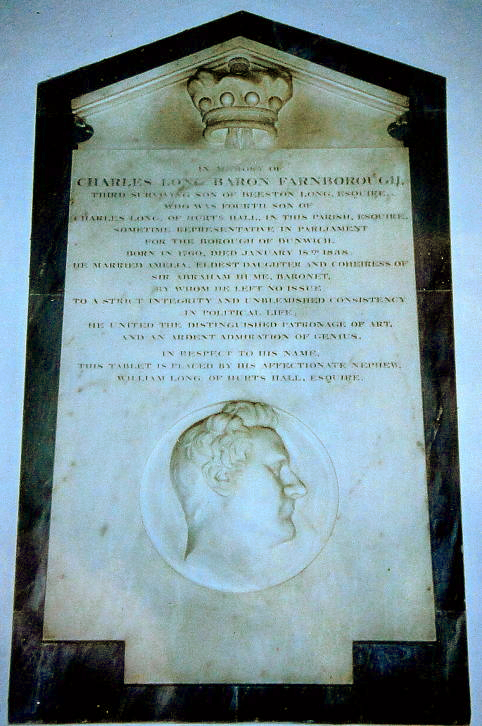 IN MEMORY OF
CHARLES LONG, BARON FARNBOROUGH,
THIRD SURVIVING SON OF BEESTON LONG, ESQUIRE,
WHO WAS FOURTH SON OF
CHARLES LONG, OF HURTS HALL, IN THIS PARISH, ESQUIRE,
SOMETIME REPRESENTATIVE IN PARLIAMENT
FOR THE BOROUGH OF DUNWICH.
BORN IN 1760, DIED JANUARY 18TH 1838.
HE MARRIED AMELIA, ELDEST DAUGHTER AND COHEIRESS OF
SIR ABRAHAM HUME, BARONET,
BY WHOM HE LEFT NO ISSUE.
TO A STRICT INTEGRITY AND UNBLEMISHED CONSISTENCY
IN POLITICAL LIFE,
HE UNITED THE DISTINGUISHED PATRONAGE OF ART,
AND AN ARDENT ADMIRATION OF GENIUS.
IN RESPECT TO HIS NAME,
THIS TABLET IS PLACED BY HIS AFFECTIONATE NEPHEW,
WILLIAM LONG, OF HURTS HALL, ESQUIRE.